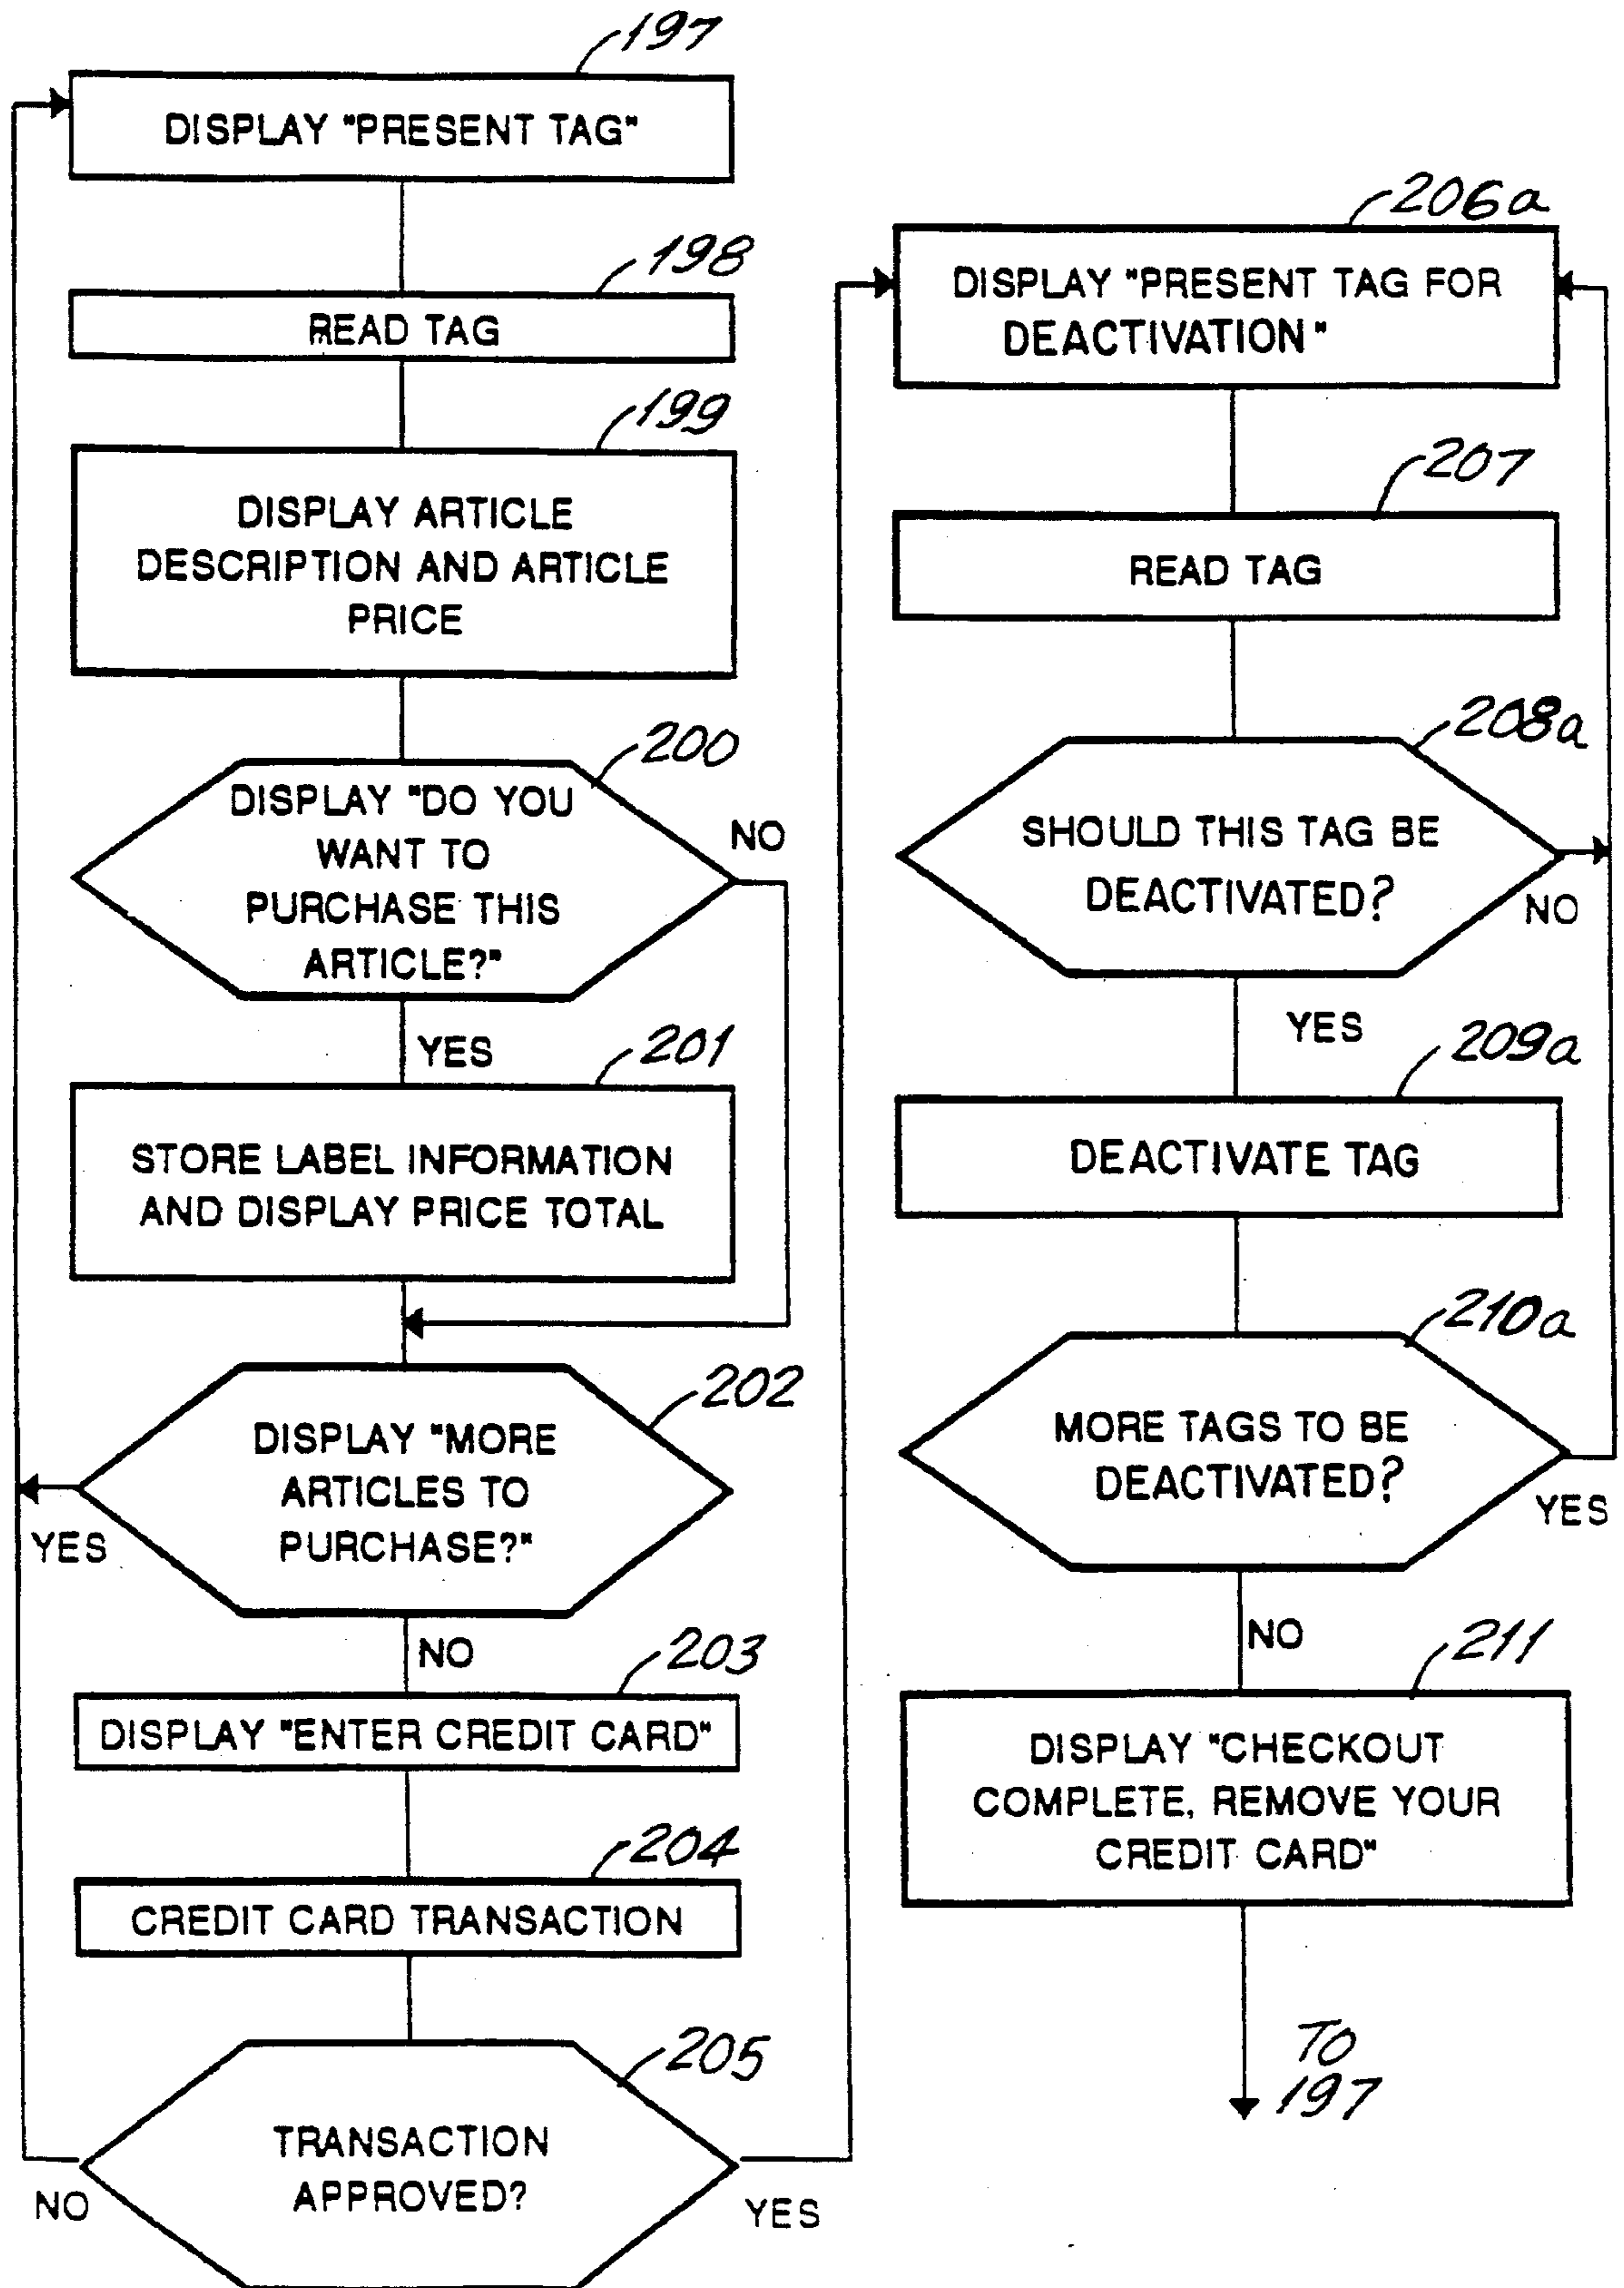 197
DISPLAY "PRESENT TAG"
198
READ TAG
199
DISPLAY ARTICLE
DESCRIPTION AND ARTICLE
PRICE
200
DISPLAY "DO YOU
WANT TO
PURCHASE THIS
ARTICLE?"
NO
YES
201
STORE LABEL INFORMATION
AND DISPLAY PRICE TOTAL
202
DISPLAY "MORE
ARTICLES TO
PURCHASE?"
YES
NO
203
DISPLAY "ENTER CREDIT CARD"
204
CREDIT CARD TRANSACTION
205
TRANSACTION
APPROVED?
NO
YES
206a
DISPLAY "PRESENT TAG FOR
DEACTIVATION"
207
READ TAG
208a
SHOULD THIS TAG BE
DEACTIVATED?
NO
YES
209a
DEACTIVATE TAG
210a
MORE TAGS TO BE
DEACTIVATED?
YES
NO
211
DISPLAY "CHECKOUT
COMPLETE, REMOVE YOUR
CREDIT CARD"
TO
197